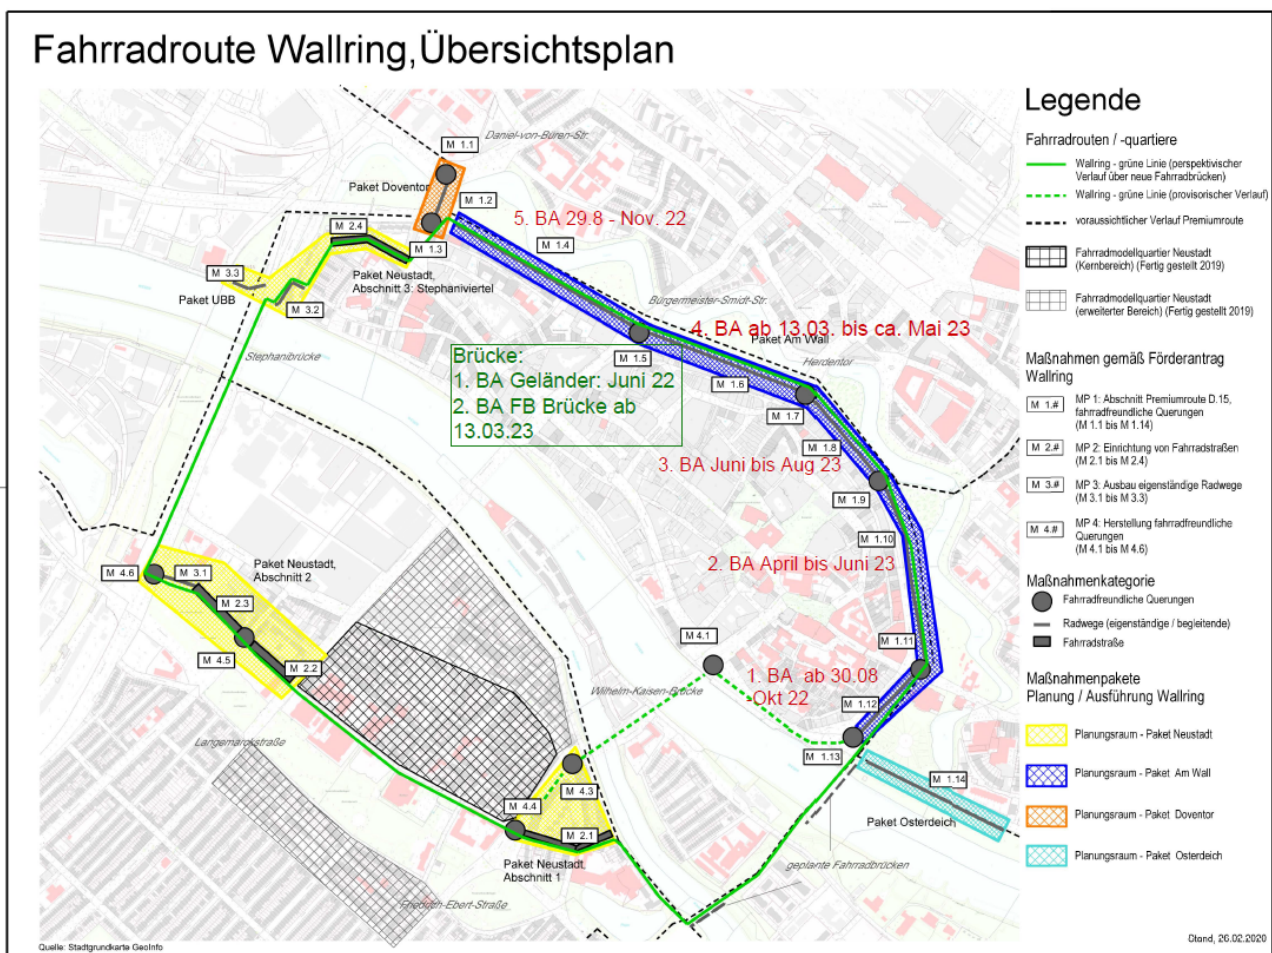 Fahrradroute Wallring,Übersichtsplan
Daniel-von-Büren-Str.
M 1.1
Paket Doventor
M 1.2
5. BA 29.8 - Nov. 22
M 2.4
M 1.3
M 1.4
M 3.3
Paket Neustadt,
Abschnitt 3: Stephaniviertel
Paket UBB
M 3.2
Bürgermeister-Smidt-Str.
4. BA ab 13.03. bis ca. Mai 23
Paket Am Wall
Stephanibrücke
Brücke:
1. BA Geländer: Juni 22
2. BA FB Brücke ab
13.03.23
M 1.5
Herdentor
M 1.6
M 1.7
M 1.8
3. BA Juni bis Aug 23
M 1.9
M 1.10
2. BA April bis Juni 23
M 4.6
M 3.1
Paket Neustadt,
Abschnitt 2
M 2.3
M 4.5
M 2.2
M 4.1
M 1.11
1. BA ab 30.08
-Okt 22
Wilhelm-Kaisen-Brücke
M 1.12
M 1.13
Langemarckstraße
M 1.14
M 4.3
M 4.4
M 2.1
Paket Osterdeich
Paket Neustadt,
Abschnitt 1
geplante Fahrradbrücken
Friedrich-Ebert-Straße
Quelle: Stadtgrundkarte GeoInfo
Legende
Fahrradrouten / -quartiere
Wallring - grüne Linie (perspektivischer
Verlauf über neue Fahrradbrücken)
Wallring - grüne Linie (provisorischer Verlauf)
voraussichtlicher Verlauf Premiumroute
Fahrradmodellquartier Neustadt
(Kernbereich) (Fertig gestellt 2019)
Fahrradmodellquartier Neustadt
(erweiterter Bereich) (Fertig gestellt 2019)
Maßnahmen gemäß Förderantrag
Wallring
M 1.# MP 1: Abschnitt Premiumroute D.15,
fahrradfreundliche Querungen
(M 1.1 bis M 1.14)
M 2.# MP 2: Einrichtung von Fahrradstraßen
(M 2.1 bis M 2.4)
M 3.# MP 3: Ausbau eigenständige Radwege
(M 3.1 bis M 3.3)
M 4.# MP 4: Herstellung fahrradfreundliche
Querungen
(M 4.1 bis M 4.6)
Maßnahmenkategorie
Fahrradfreundliche Querungen
Radwege (eigenständige / begleitende)
Fahrradstraße
Maßnahmenpakete
Planung / Ausführung Wallring
Planungsraum - Paket Neustadt
Planungsraum - Paket Am Wall
Planungsraum - Paket Doventor
Planungsraum - Paket Osterdeich
Stand, 26.02.2020